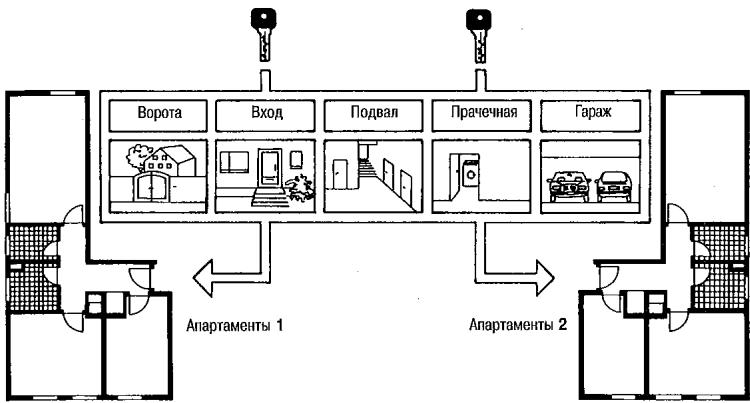 Ворота
Вход
Подвал
Прачечная
Гараж
Апартаменты 1
Апартаменты 2